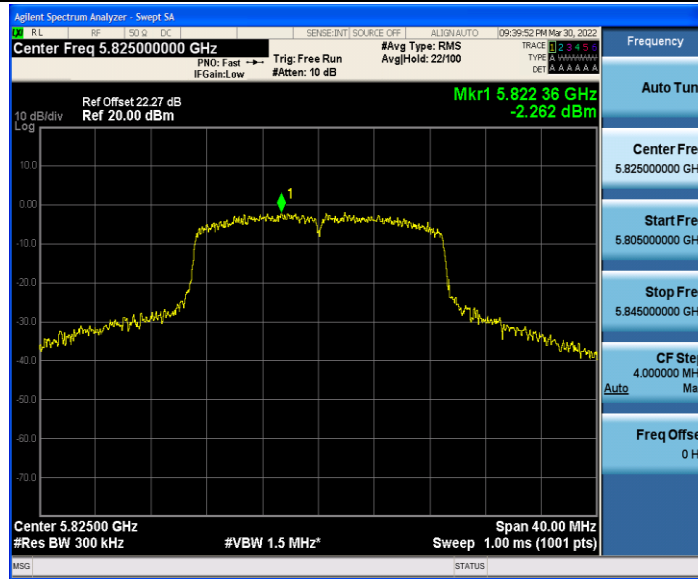 Agilent Spectrum Analyzer - Swept SA
RL RF 50 Ω DC SENSE:INT SOURCE OFF ALIGN AUTO 09:39:52 PM Mar 30, 2022
Center Freq 5.825000000 GHz
PNO: Fast
IFGain:Low
Trig: Free Run
#Atten: 10 dB
#Avg Type: RMS
Avg|Hold: 22/100
TRACE 1 2 3 4 5 6
TYPE A WWWWW
DET A A A A A A
Ref Offset 22.27 dB
Ref 20.00 dBm
10 dB/div
Log
Mkr1 5.822 36 GHz
-2.262 dBm
1
10.0
0.00
-10.0
-20.0
-30.0
-40.0
-50.0
-60.0
-70.0
Center 5.82500 GHz
Span 40.00 MHz
#Res BW 300 kHz
#VBW 1.5 MHz*
Sweep 1.00 ms (1001 pts)
MSG
STATUS
Frequency
Auto Tun
Center Fre
5.825000000 GH
Start Fre
5.805000000 GH
Stop Fre
5.845000000 GH
CF Ste
4.000000 MH
Auto Ma
Freq Offse
0 H